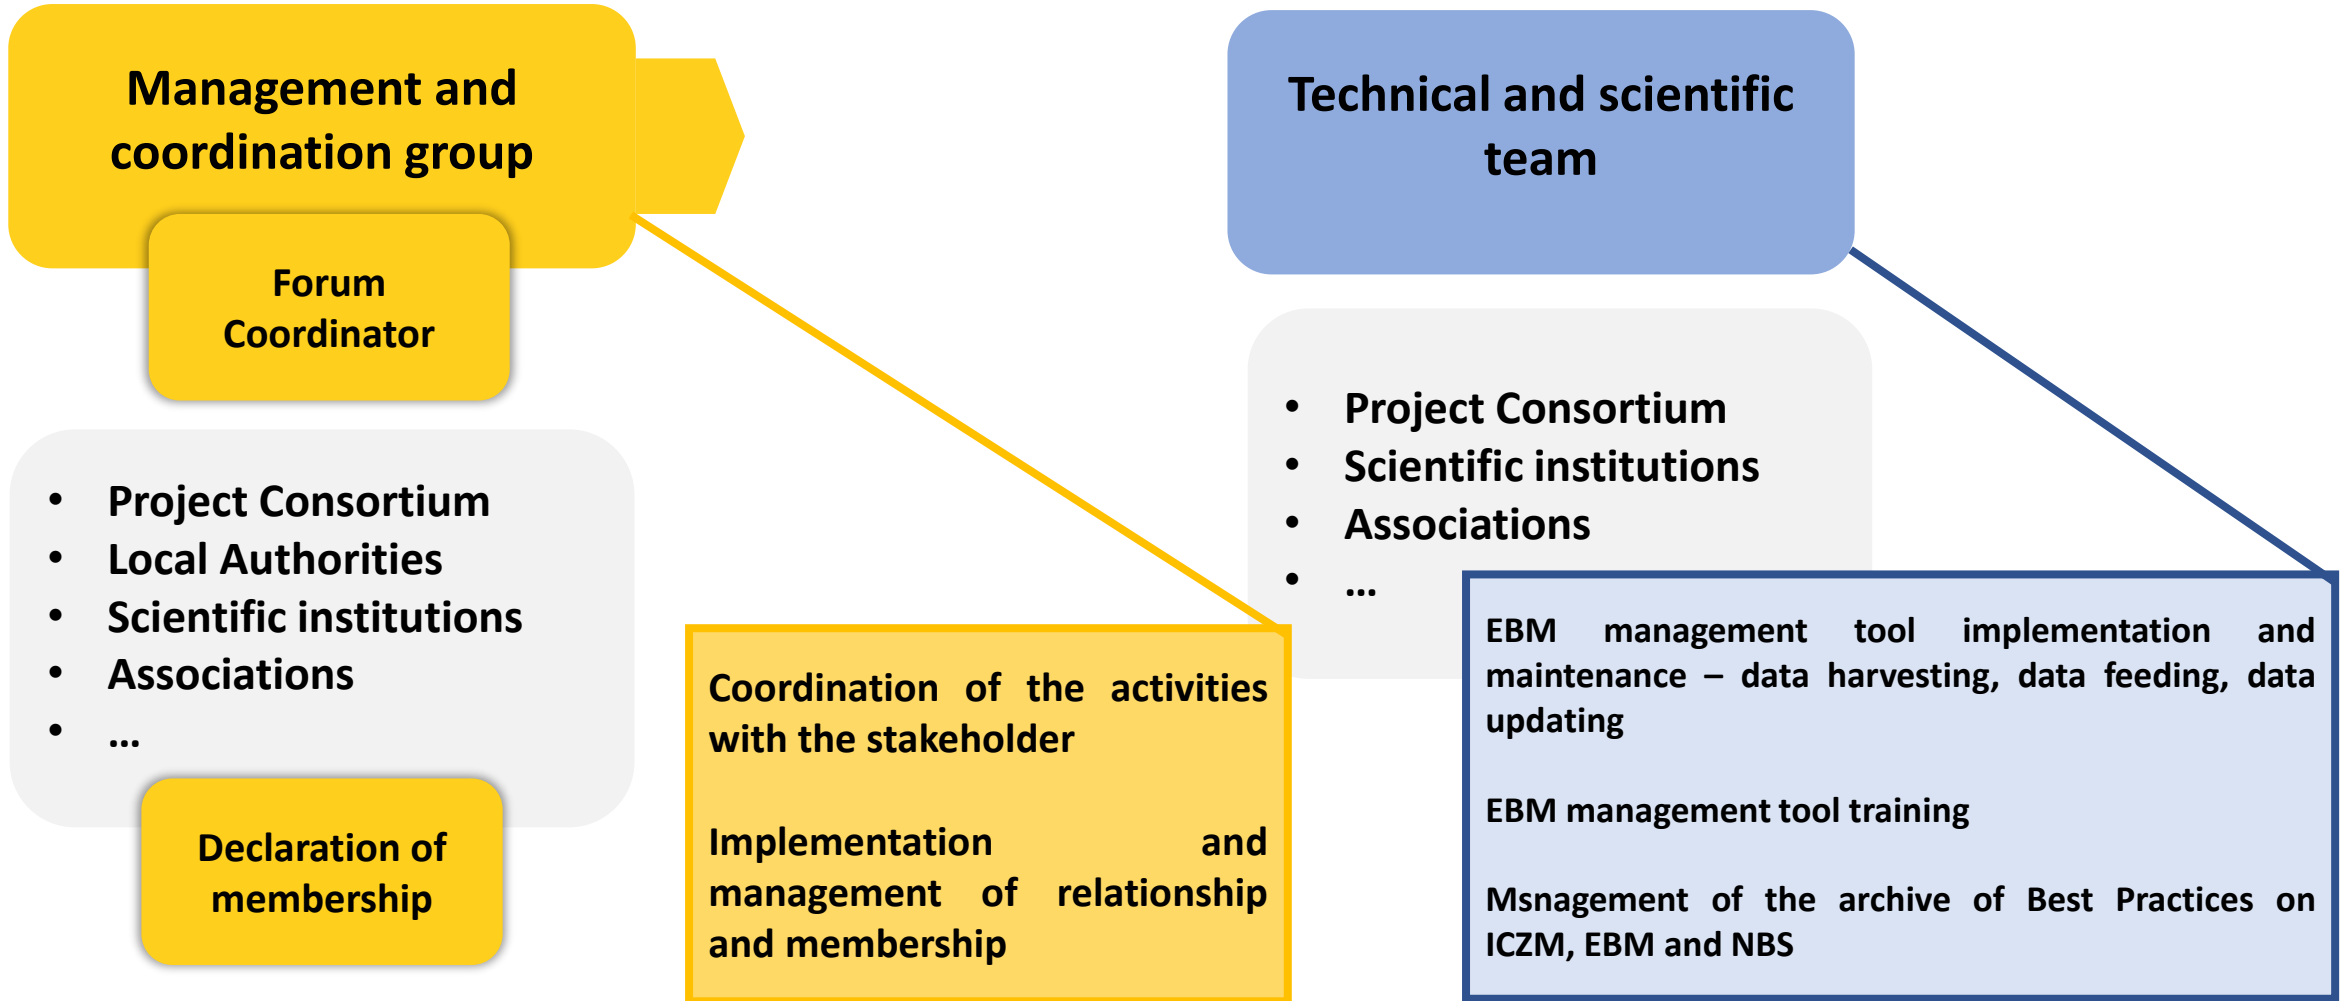 Management and
coordination group
Forum
Coordinator
• Project Consortium
• Local Authorities
• Scientific institutions
• Associations
• ...
Declaration of
membership
Coordination of the activities
with the stakeholder
Implementation and
management of relationship
and membership
Technical and scientific
team
• Project Consortium
• Scientific institutions
• Associations
• ...
EBM management tool implementation and
maintenance – data harvesting, data feeding, data
updating
EBM management tool training
Msnagement of the archive of Best Practices on
ICZM, EBM and NBS